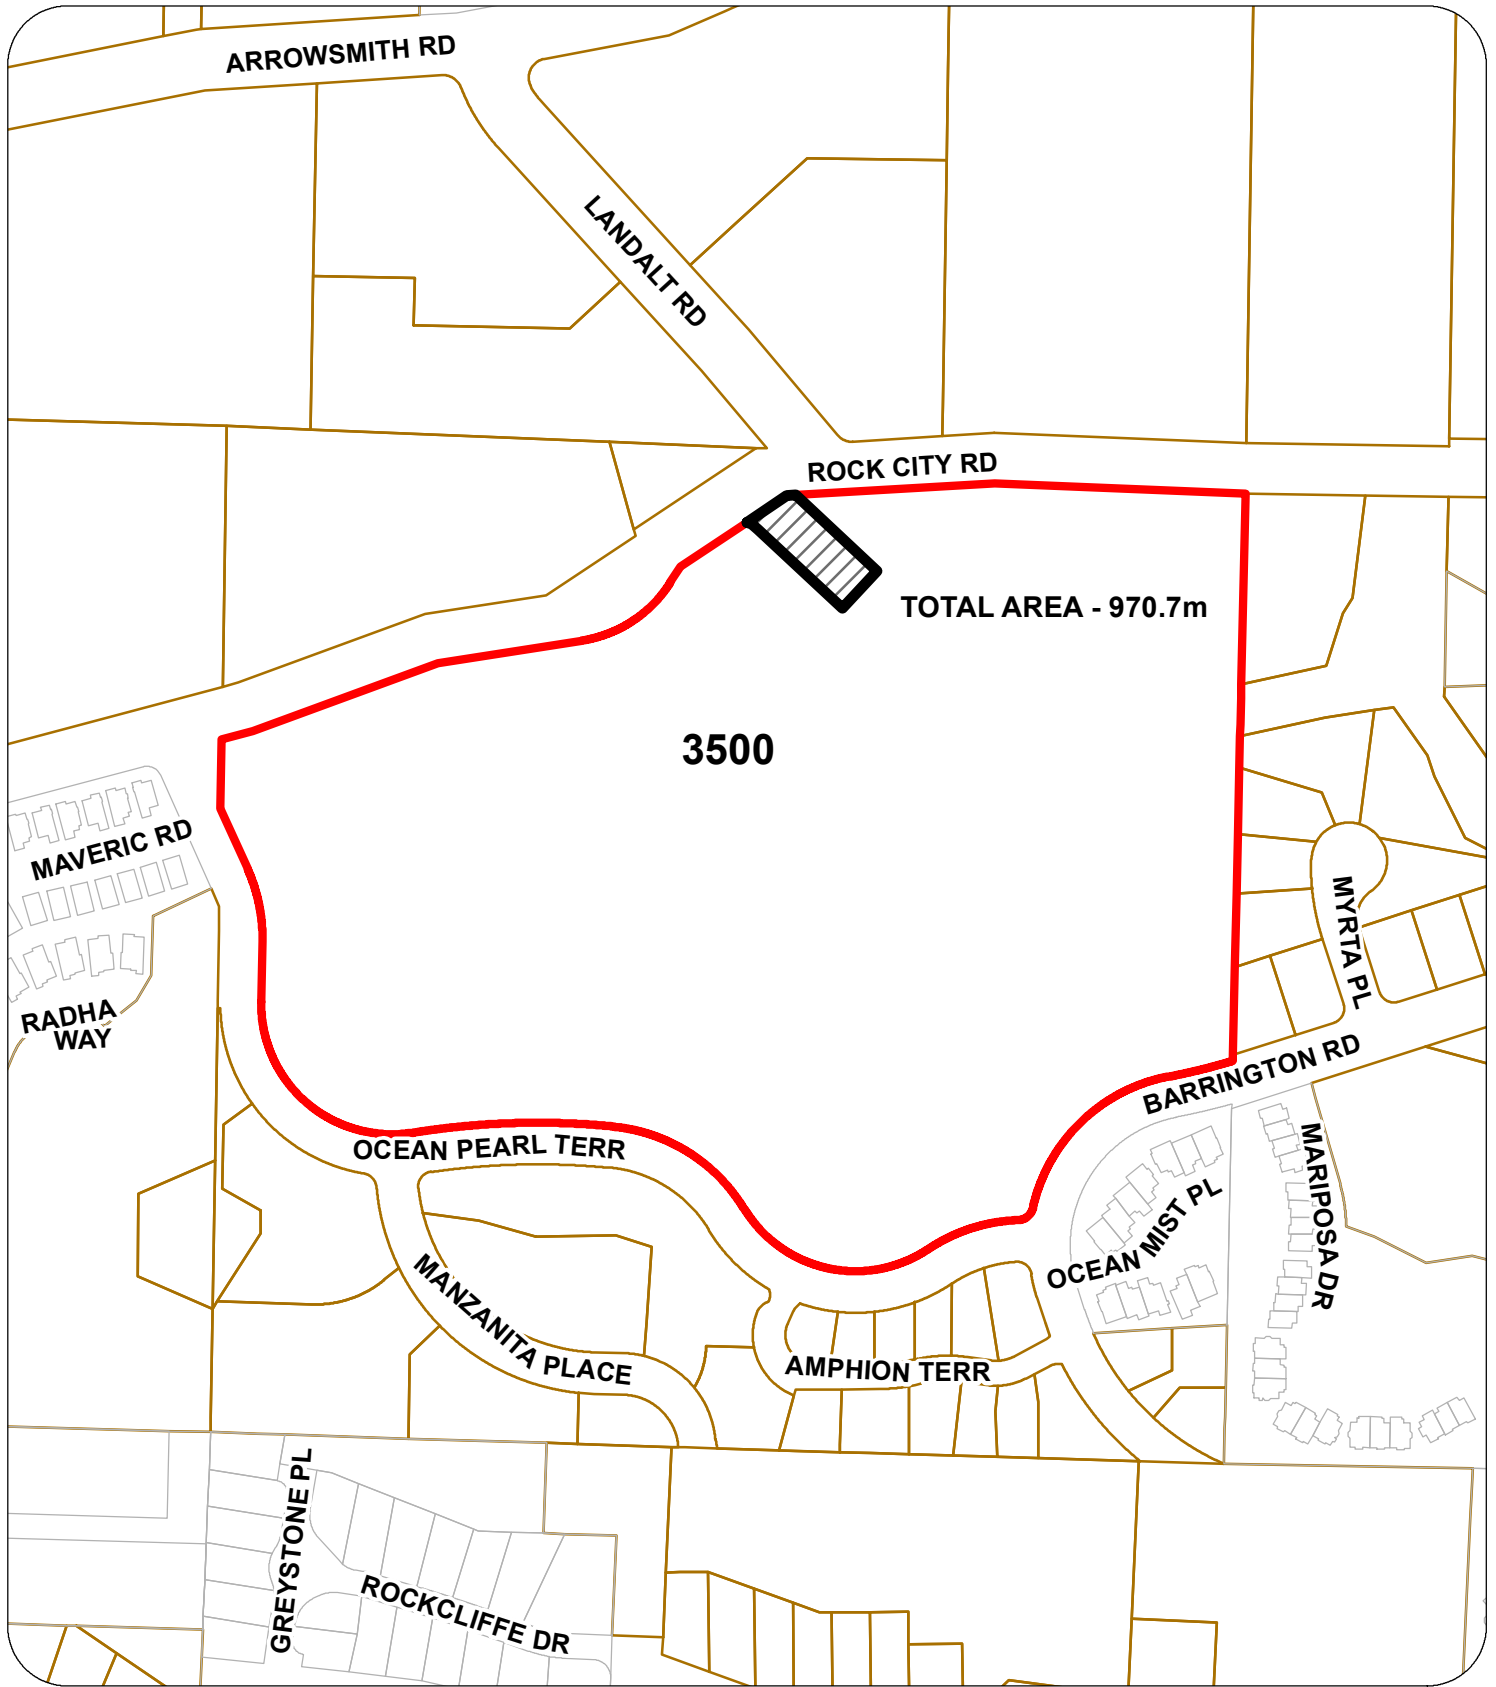 ARROWSMITH RD
LANDALT RD
ROCK CITY RD
TOTAL AREA - 970.7m
3500
MAVERIC RD
MYRTA PL
RADHA
WAY
BARRINGTON RD
OCEAN PEARL TERR
MARIPOSA DR
OCEAN MIST PL
MANZANITA PLACE
AMPHION TERR
GREYSTONE PL
ROCKCLIFFE DR